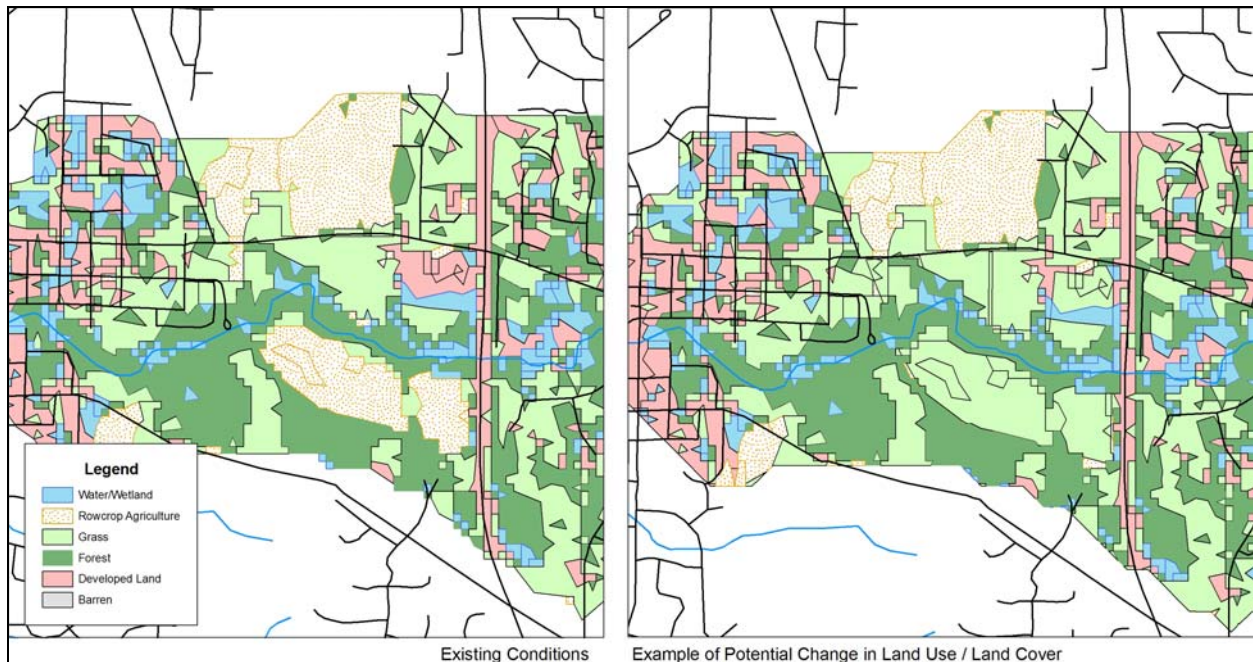 Legend
Water/Wetland
Rowcrop Agriculture
Grass
Forest
Developed Land
Barren
Existing Conditions
Example of Potential Change in Land Use / Land Cover